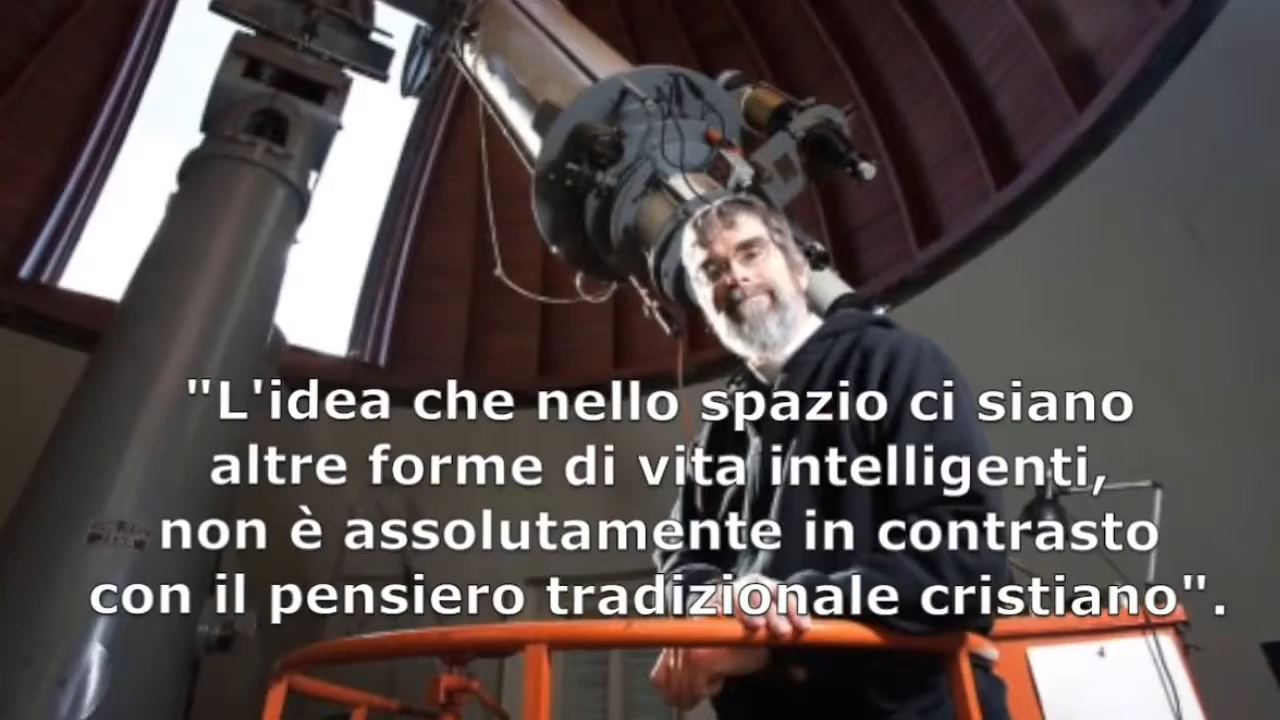 "L'idea che nello spazio ci siano
altre forme di vita intelligenti,
non è assolutamente in contrasto
con il pensiero tradizionale cristiano".